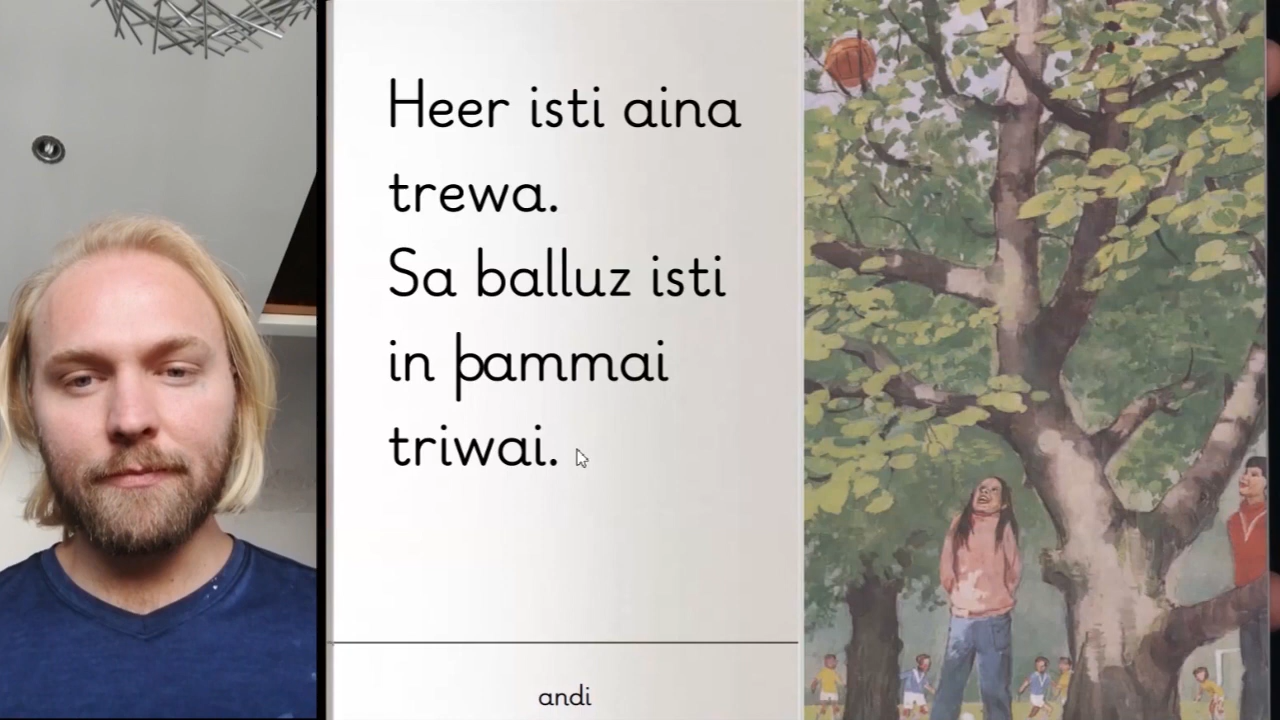 Heer isti aina
trewa.
Sa balluz isti
in þammai
triwai.
andi